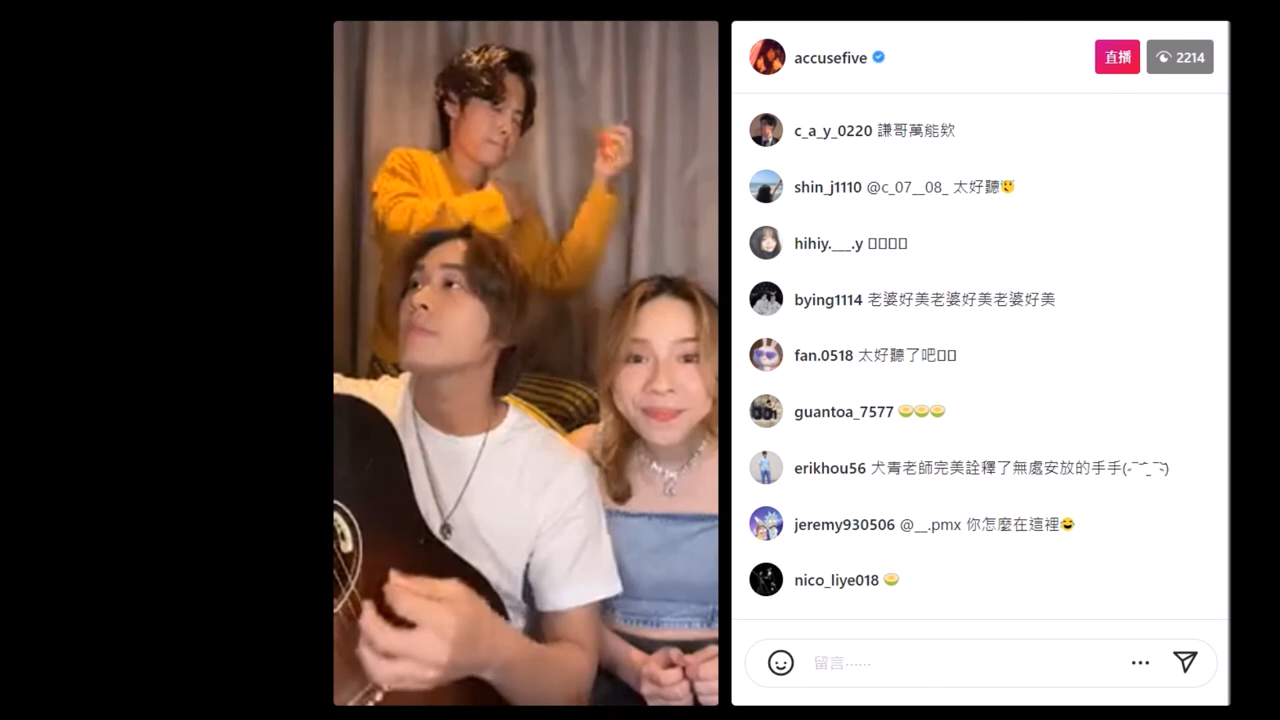 accusefive
直播
2214
c_a_y_0220 謙哥萬能欸
shin_j1110 @c_07__08_ 太好聽
hihiy.___.y
bying1114 老婆好美老婆好美老婆好美
fan.0518 太好聽了吧
guantoa_7577
erikhou56 犬青老師完美詮釋了無處安放的手手
jeremy930506 @__.pmx 你怎麼在這裡
nico_liye018
留言......